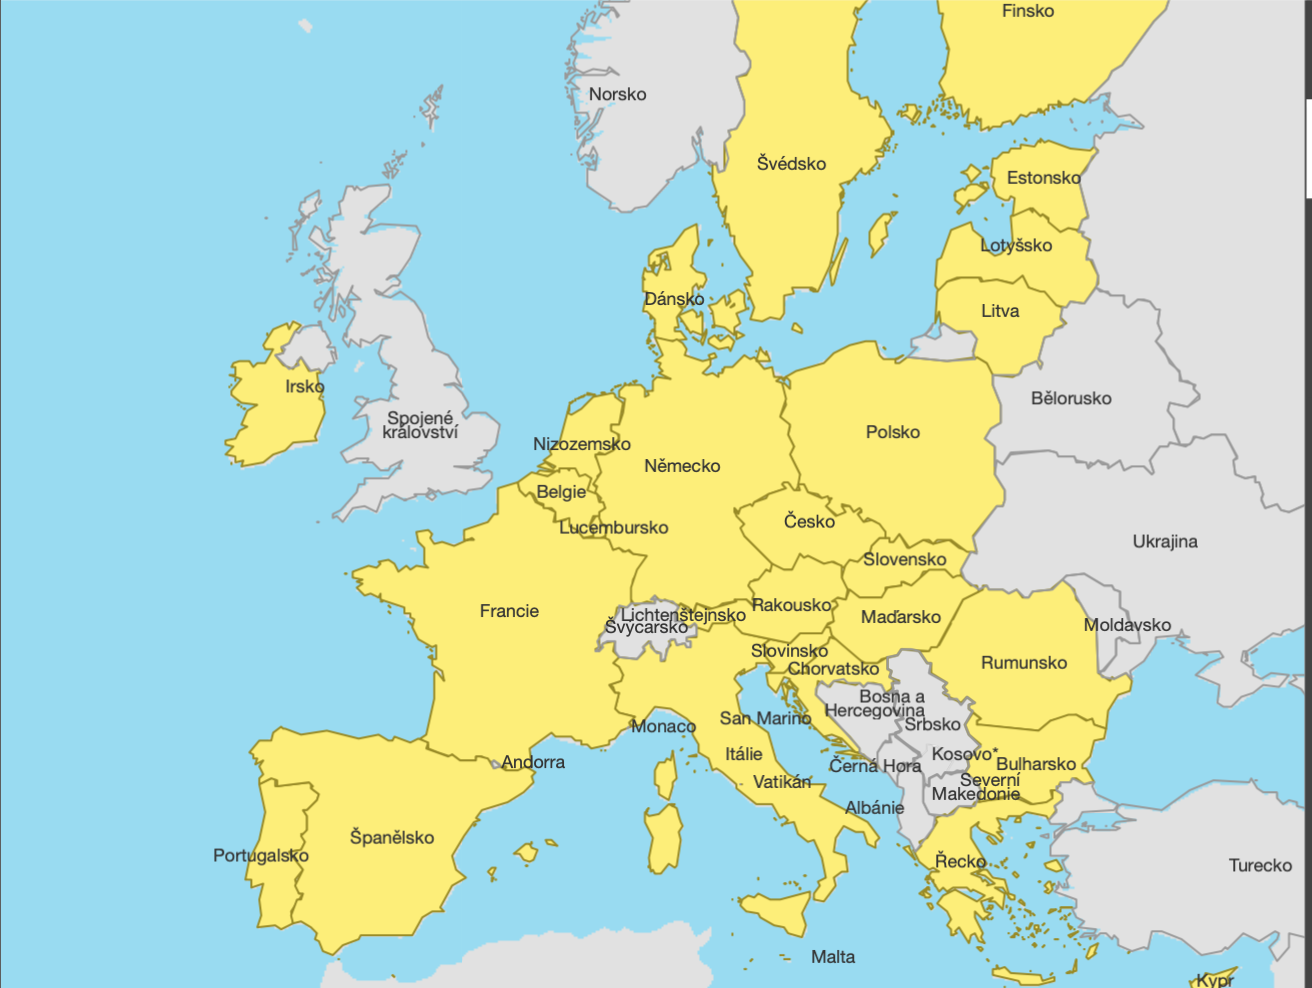 Finsko
Norsko
Švédsko
Estonsko
Lotyšsko
Dánsko
Litva
Irsko
Bělorusko
Spojené
království
Polsko
Nizozemsko
Německo
Belgie
Česko
Lucembursko
Ukrajina
Slovensko
Rakousko
Francie
Lichtenštejnsko
Maďarsko
Švýcarsko
Moldavsko
Slovinsko
Rumunsko
Chorvatsko
Bosna a
Hercegovina
San Marino
Srbsko
Monaco
Itálie
Kosovo*
Andorra
Bulharsko
Černá Hora
Vatikán
Severní
Makedonie
Albánie
Španělsko
Portugalsko
Řecko
Turecko
Malta
Kypr